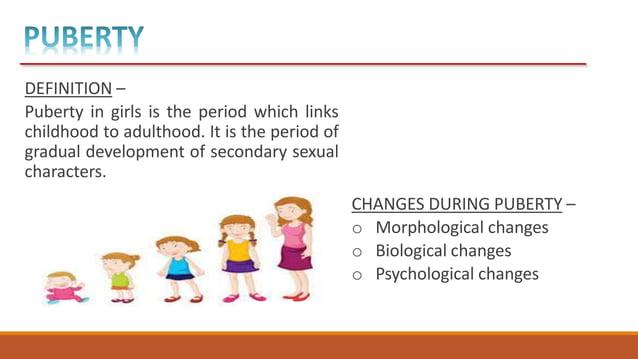 PUBERTY
DEFINITION –
Puberty in girls is the period which links
childhood to adulthood. It is the period of
gradual development of secondary sexual
characters.
CHANGES DURING PUBERTY –
o Morphological changes
o Biological changes
o Psychological changes